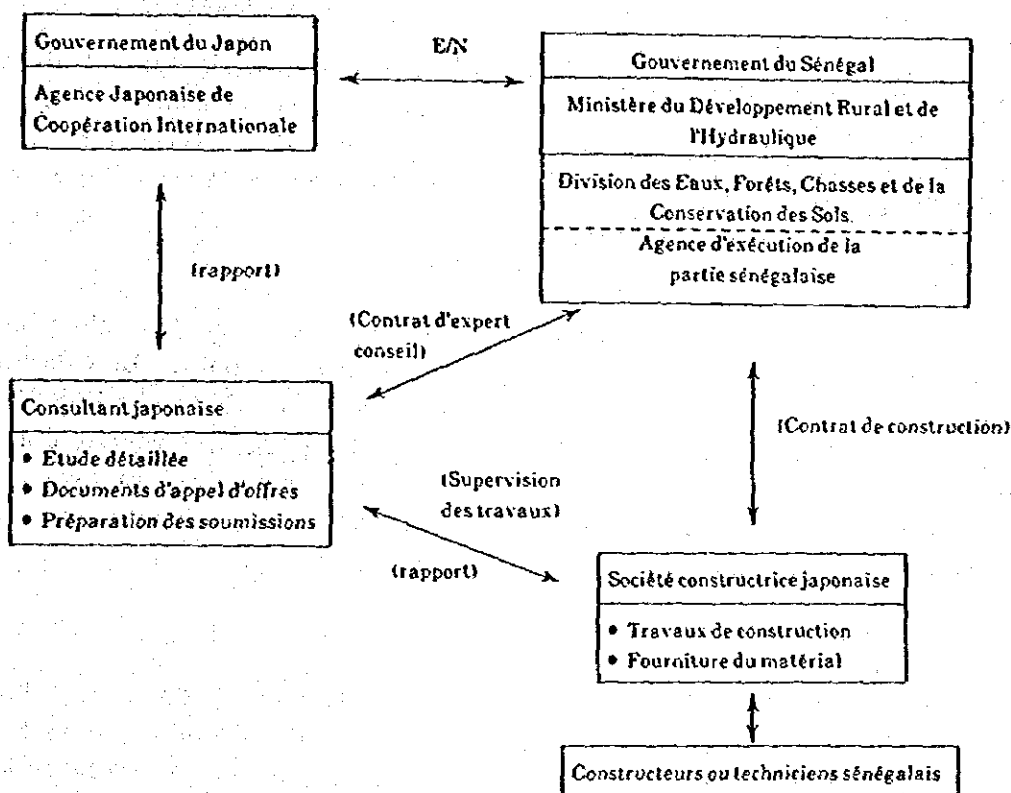 Gouvernement du Japon
Agence Japonaise de
Coopération Internationale
E/N
Gouvernement du Sénégal
Ministère du Développement Rural et de
l'Hydraulique
Division des Eaux, Forêts, Chasses et de la
Conservation des Sols.
Agence d'exécution de la
partie sénégalaise
(rapport)
(Contrat d'expert
conseil)
Consultant japonaise
• Etude détaillée
• Documents d'appel d'offres
• Préparation des soumissions
(Contrat de construction)
(Supervision
des travaux)
(rapport)
Société constructrice japonaise
• Travaux de construction
• Fourniture du matérial
Constructeurs ou techniciens sénégalais